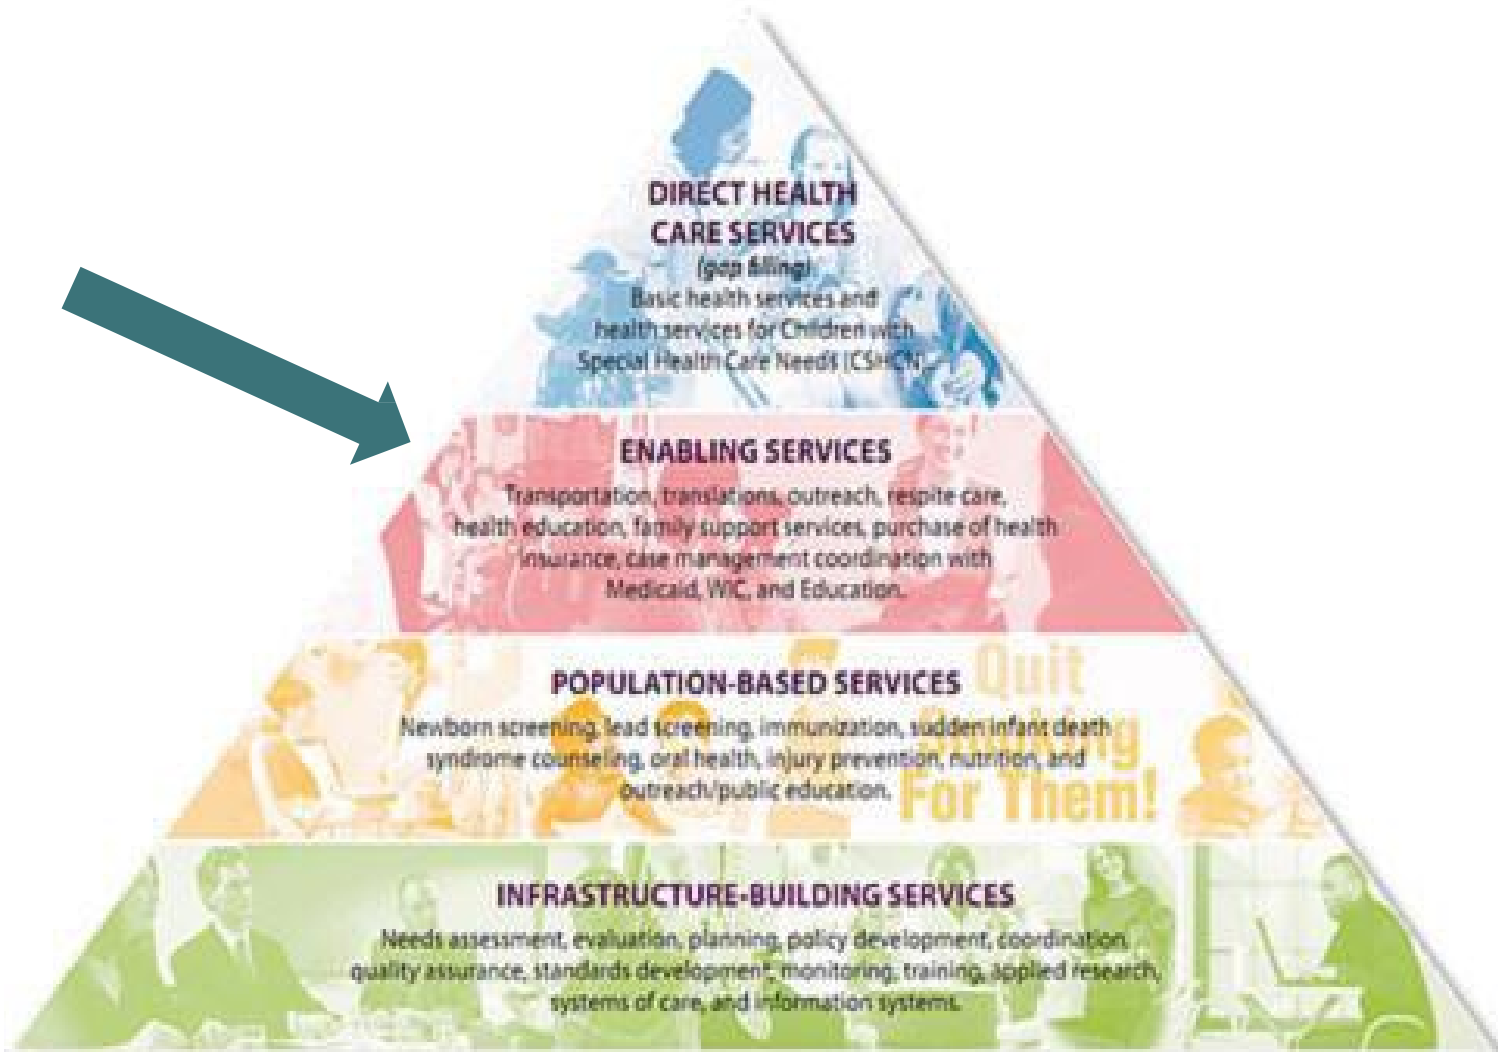 DIRECT HEALTH
CARE SERVICES
(gap filling)
Basic health services and
health services for Children with
Special Health Care Needs (CSHCN)
ENABLING SERVICES
Transportation, translations, outreach, respite care,
health education, family support services, purchase of health
insurance, case management coordination with
Medicaid, WIC, and Education.
POPULATION-BASED SERVICES
Quit
Newborn screening, lead screening, immunization, sudden infant death
syndrome counseling, oral health, injury prevention, nutrition, and
outreach/public education.
For Them!
INFRASTRUCTURE-BUILDING SERVICES
Needs assessment, evaluation, planning, policy development, coordination,
quality assurance, standards development, monitoring, training, applied research,
systems of care, and information systems.